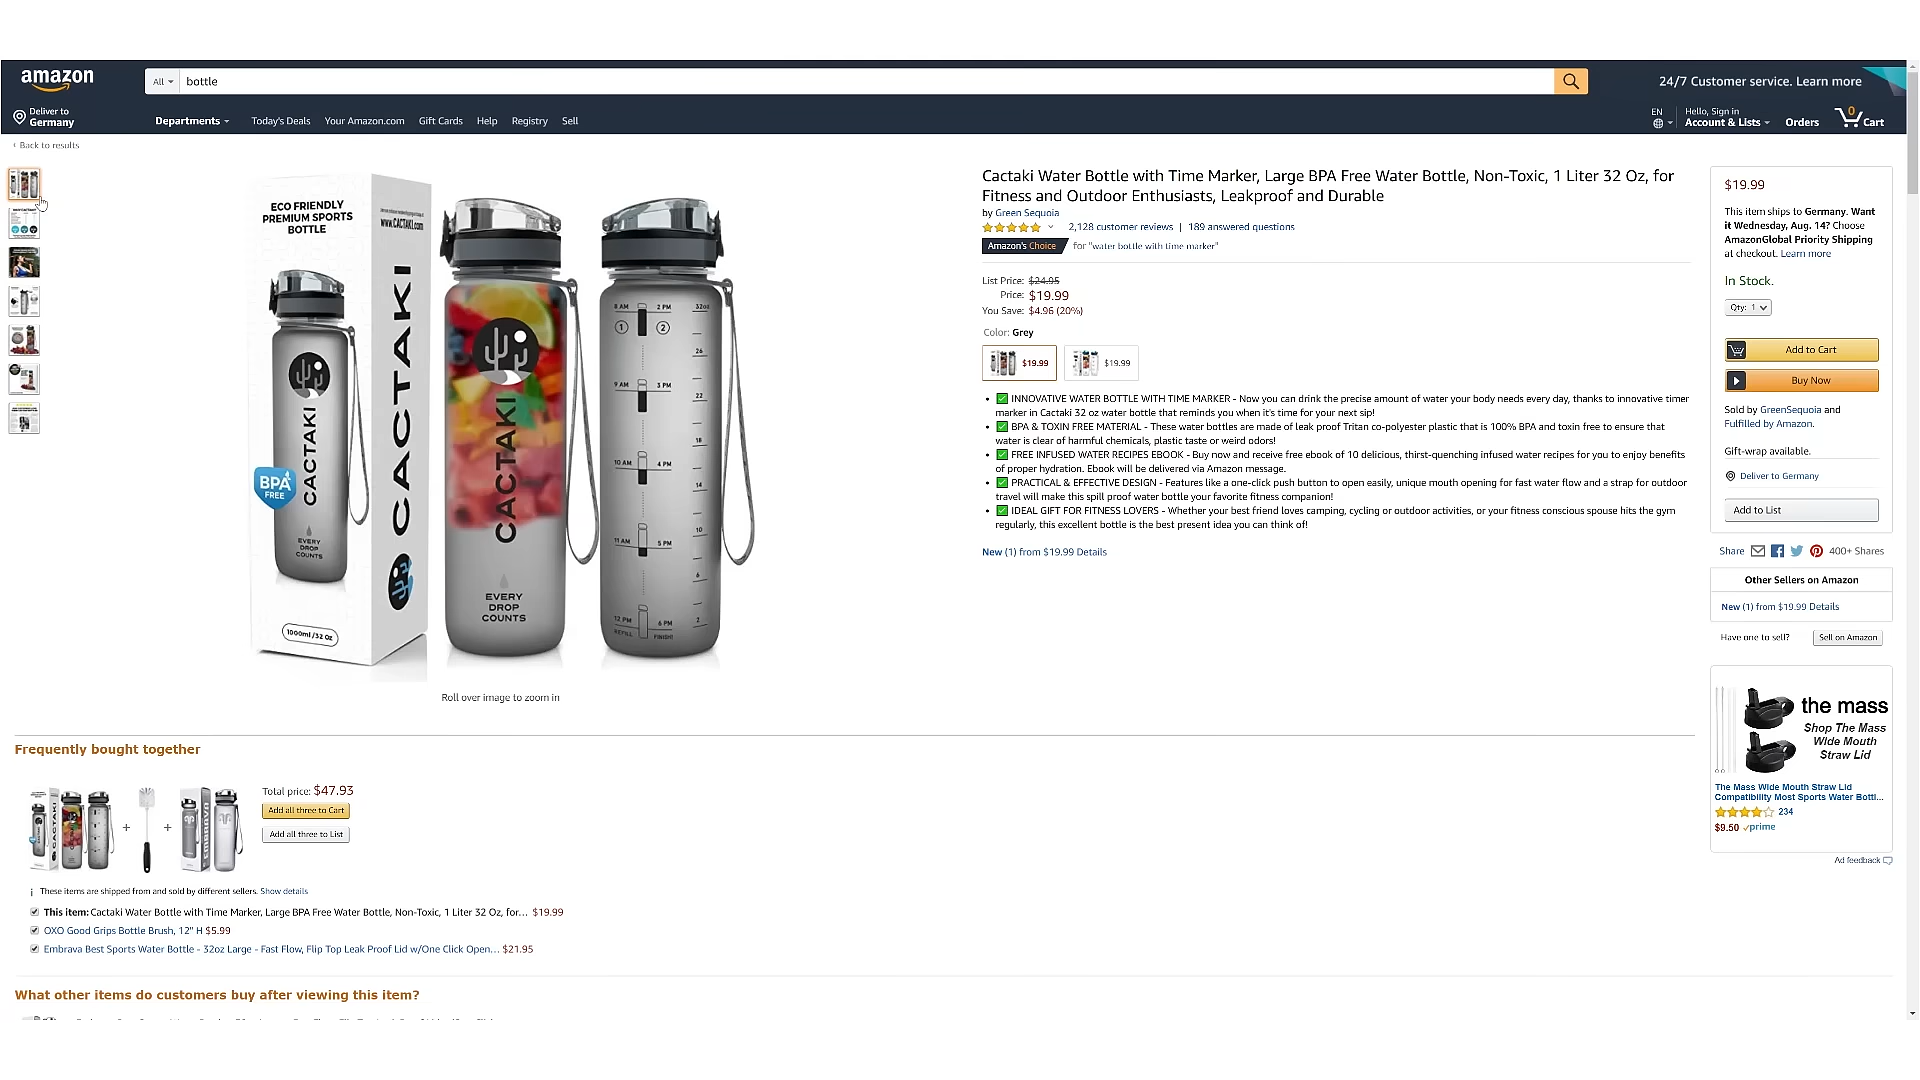 amazon
All
bottle
24/7 Customer service. Learn more
Deliver to
Germany
Departments
Today's Deals
Your Amazon.com
Gift Cards
Help
Registry
Sell
EN
Hello, Sign in
Account & Lists
Orders
0
Cart
‹ Back to results
ECO FRIENDLY
PREMIUM SPORTS
BOTTLE
www.CACTAKI.com
CACTAKI
CACTAKI
BPA
FREE
EVERY
DROP
COUNTS
1000ml /32 Oz
CACTAKI
EVERY
DROP
COUNTS
8 AM
2 PM
32oz
1
2
26
9 AM
3 PM
22
18
10 AM
4 PM
14
10
11 AM
5 PM
6
12 PM
6 PM
2
REFILL
FINISH!
Roll over image to zoom in
Cactaki Water Bottle with Time Marker, Large BPA Free Water Bottle, Non-Toxic, 1 Liter 32 Oz, for
Fitness and Outdoor Enthusiasts, Leakproof and Durable
by Green Sequoia
2,128 customer reviews | 189 answered questions
Amazon's Choice for "water bottle with time marker"
List Price: $24.95
Price: $19.99
You Save: $4.96 (20%)
Color: Grey
$19.99
$19.99
• ✅ INNOVATIVE WATER BOTTLE WITH TIME MARKER - Now you can drink the precise amount of water your body needs every day, thanks to innovative timer
marker in Cactaki 32 oz water bottle that reminds you when it's time for your next sip!
• ✅ BPA & TOXIN FREE MATERIAL - These water bottles are made of leak proof Tritan co-polyester plastic that is 100% BPA and toxin free to ensure that
water is clear of harmful chemicals, plastic taste or weird odors!
• ✅ FREE INFUSED WATER RECIPES EBOOK - Buy now and receive free ebook of 10 delicious, thirst-quenching infused water recipes for you to enjoy benefits
of proper hydration. Ebook will be delivered via Amazon message.
• ✅ PRACTICAL & EFFECTIVE DESIGN - Features like a one-click push button to open easily, unique mouth opening for fast water flow and a strap for outdoor
travel will make this spill proof water bottle your favorite fitness companion!
• ✅ IDEAL GIFT FOR FITNESS LOVERS - Whether your best friend loves camping, cycling or outdoor activities, or your fitness conscious spouse hits the gym
regularly, this excellent bottle is the best present idea you can think of!
New (1) from $19.99 Details
$19.99
This item ships to Germany. Want
it Wednesday, Aug. 14? Choose
AmazonGlobal Priority Shipping
at checkout. Learn more
In Stock.
Qty: 1
Add to Cart
Buy Now
Sold by GreenSequoia and
Fulfilled by Amazon.
Gift-wrap available.
Deliver to Germany
Add to List
Share
400+ Shares
Other Sellers on Amazon
New (1) from $19.99 Details
Have one to sell?
Sell on Amazon
the mass
Shop The Mass
Wide Mouth
Straw Lid
The Mass Wide Mouth Straw Lid
Compatibility Most Sports Water Bottl...
234
$9.50 prime
Ad feedback
Frequently bought together
CACTAKI
+
+
EMBRAVA
Total price: $47.93
Add all three to Cart
Add all three to List
i These items are shipped from and sold by different sellers. Show details
This item: Cactaki Water Bottle with Time Marker, Large BPA Free Water Bottle, Non-Toxic, 1 Liter 32 Oz, for… $19.99
OXO Good Grips Bottle Brush, 12" H $5.99
Embrava Best Sports Water Bottle - 32oz Large - Fast Flow, Flip Top Leak Proof Lid w/One Click Open… $21.95
What other items do customers buy after viewing this item?